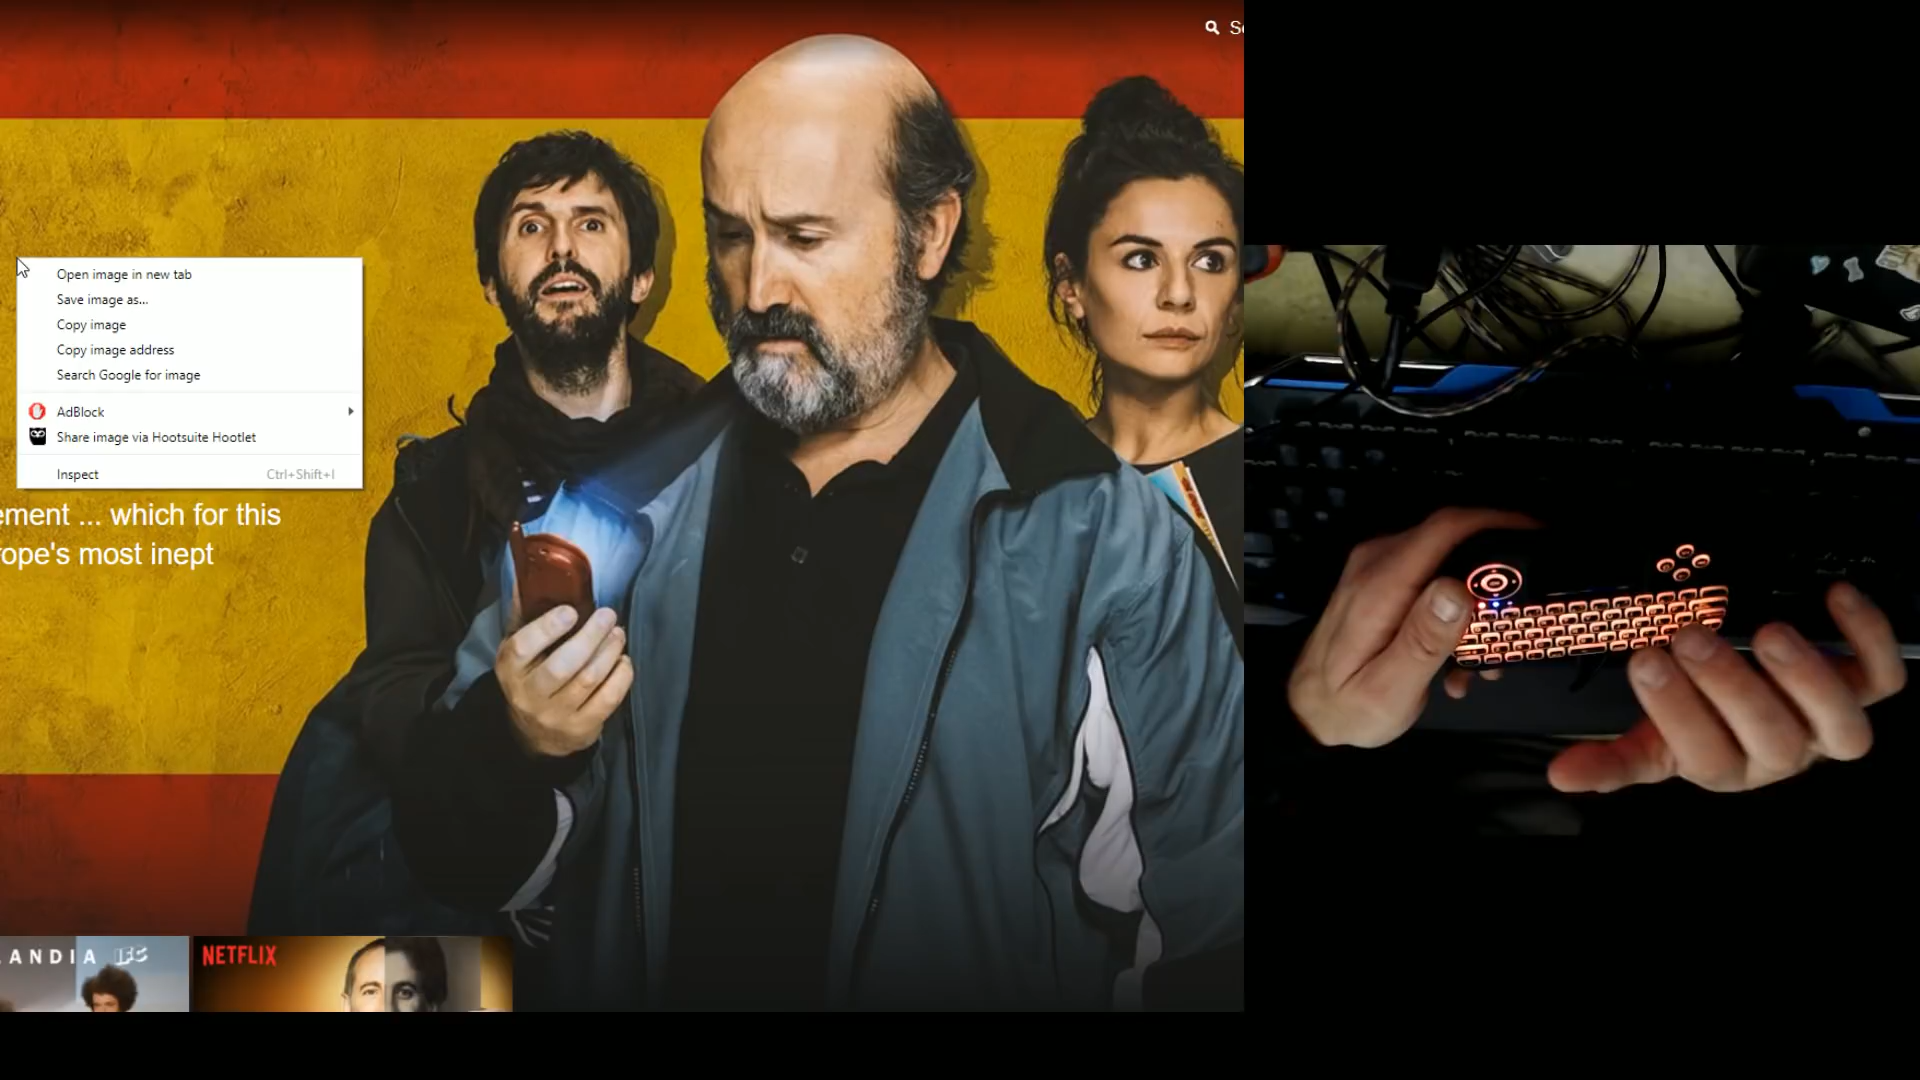 Open image in new tab
Save image as...
Copy image
Copy image address
Search Google for image
AdBlock
Share image via Hootsuite Hootlet
Inspect Ctrl+Shift+I
ement ... which for this
rope's most inept
ANDIA IFC
NETFLIX